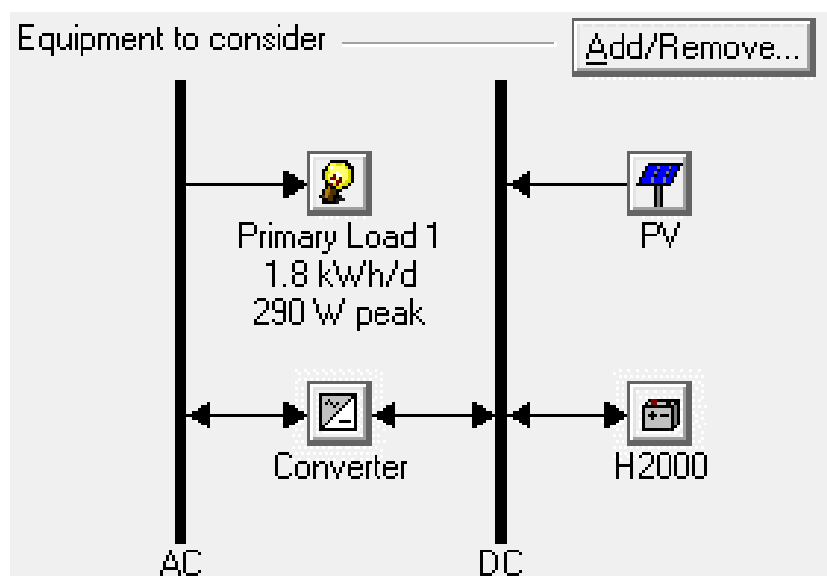 Equipment to consider
Add/Remove...
Primary Load 1
1.8 kWh/d
290 W peak
PV
Converter
H2000
AC
DC